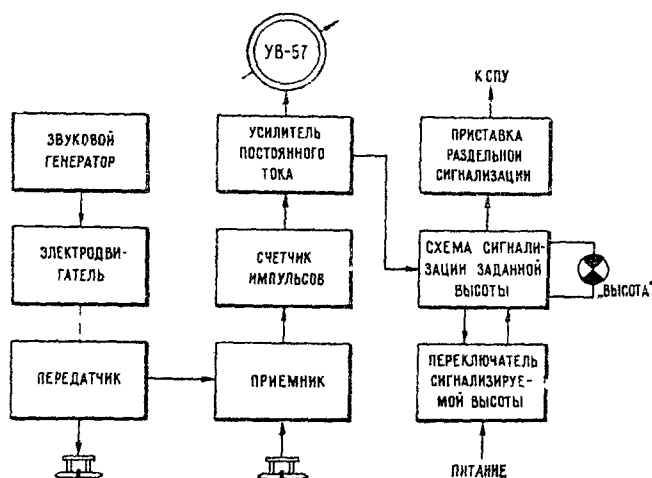 УВ-57
К СПУ
ЗВУКОВОЙ
ГЕНЕРАТОР
УСИЛИТЕЛЬ
ПОСТОЯННОГО
ТОКА
ПРИСТАВКА
РАЗДЕЛЬНОЙ
СИГНАЛИЗАЦИИ
ЭЛЕКТРОДВИ-
ГАТЕЛЬ
СЧЕТЧИК
ИМПУЛЬСОВ
СХЕМА СИГНАЛИ-
ЗАЦИИ ЗАДАННОЙ
ВЫСОТЫ
„ВЫСОТА"
ПЕРЕДАТЧИК
ПРИЕМНИК
ПЕРЕКЛЮЧАТЕЛЬ
СИГНАЛИЗИРУЕ-
МОЙ ВЫСОТЫ
ПИТАНИЕ